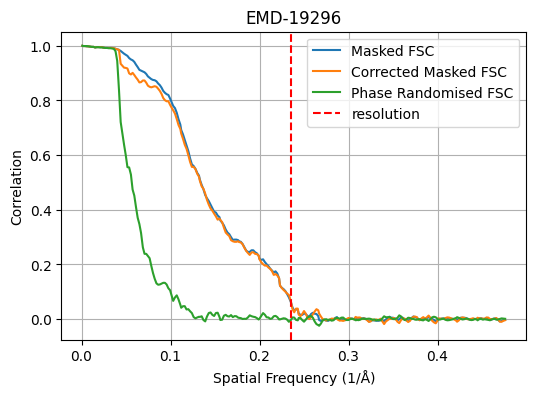 EMD-19296
1.0
0.8
0.6
0.4
0.2
0.0
Correlation
Masked FSC
Corrected Masked FSC
Phase Randomised FSC
resolution
0.0 0.1 0.2 0.3 0.4
Spatial Frequency (1/Å)